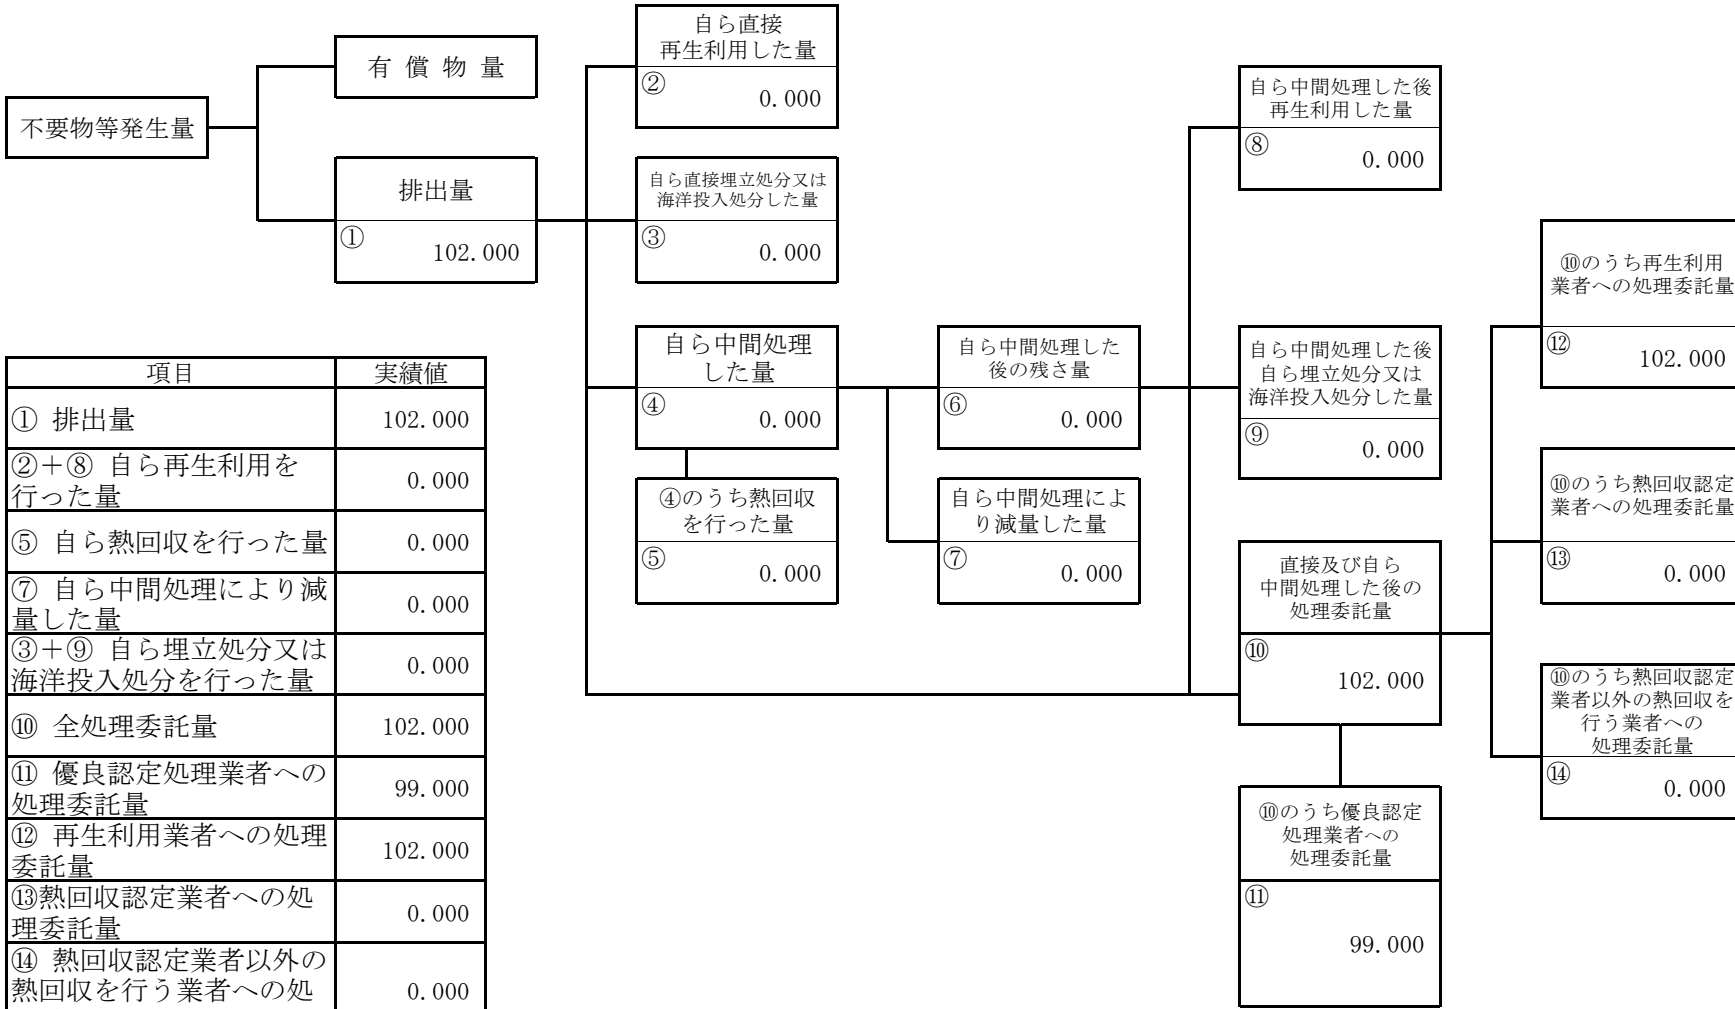 不要物等発生量
有 償 物 量
排出量
①
102.000
自ら直接
再生利用した量
②
0.000
自ら直接埋立処分又は
海洋投入処分した量
③
0.000
自ら中間処理
した量
④
0.000
④のうち熱回収
を行った量
⑤
0.000
自ら中間処理した
後の残さ量
⑥
0.000
自ら中間処理によ
り減量した量
⑦
0.000
自ら中間処理した後
再生利用した量
⑧
0.000
自ら中間処理した後
自ら埋立処分又は
海洋投入処分した量
⑨
0.000
直接及び自ら
中間処理した後の
処理委託量
⑩
102.000
⑩のうち優良認定
処理業者への
処理委託量
⑪
99.000
⑩のうち再生利用
業者への処理委託量
⑫
102.000
⑩のうち熱回収認定
業者への処理委託量
⑬
0.000
⑩のうち熱回収認定
業者以外の熱回収を
行う業者への
処理委託量
⑭
0.000
項目 実績値
① 排出量 102.000
②＋⑧ 自ら再生利用を
行った量 0.000
⑤ 自ら熱回収を行った量 0.000
⑦ 自ら中間処理により減
量した量 0.000
③＋⑨ 自ら埋立処分又は
海洋投入処分を行った量 0.000
⑩ 全処理委託量 102.000
⑪ 優良認定処理業者への
処理委託量 99.000
⑫ 再生利用業者への処理
委託量 102.000
⑬熱回収認定業者への処
理委託量 0.000
⑭ 熱回収認定業者以外の
熱回収を行う業者への処 0.000